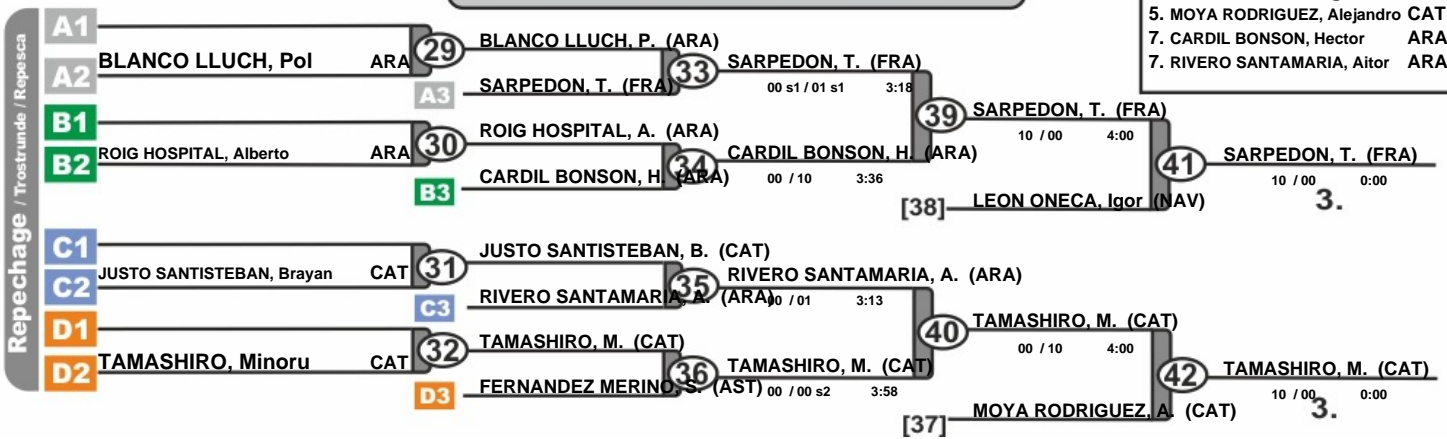 5. MOYA RODRIGUEZ, Alejandro CAT
7. CARDIL BONSON, Hector ARA
7. RIVERO SANTAMARIA, Aitor ARA
Repechage / Trostrunde / Repesca
A1
BLANCO LLUCH, Pol ARA
A2
29
BLANCO LLUCH, P. (ARA)
A3
SARPEDON, T. (FRA)
33
SARPEDON, T. (FRA)
00 s1 / 01 s1 3:18
B1
ROIG HOSPITAL, Alberto ARA
B2
30
ROIG HOSPITAL, A. (ARA)
B3
CARDIL BONSON, H. (ARA)
34
CARDIL BONSON, H. (ARA)
00 / 10 3:36
39
SARPEDON, T. (FRA)
10 / 00 4:00
[38]
LEON ONECA, Igor (NAV)
41
SARPEDON, T. (FRA)
10 / 00 0:00
3.
C1
JUSTO SANTISTEBAN, Brayan CAT
C2
31
JUSTO SANTISTEBAN, B. (CAT)
C3
RIVERO SANTAMARIA, A. (ARA)
35
RIVERO SANTAMARIA, A. (ARA)
00 / 01 3:13
D1
TAMASHIRO, Minoru CAT
D2
32
TAMASHIRO, M. (CAT)
D3
FERNANDEZ MERINO, S. (AST)
36
TAMASHIRO, M. (CAT)
00 / 00 s2 3:58
40
TAMASHIRO, M. (CAT)
00 / 10 4:00
[37]
MOYA RODRIGUEZ, A. (CAT)
42
TAMASHIRO, M. (CAT)
10 / 00 0:00
3.